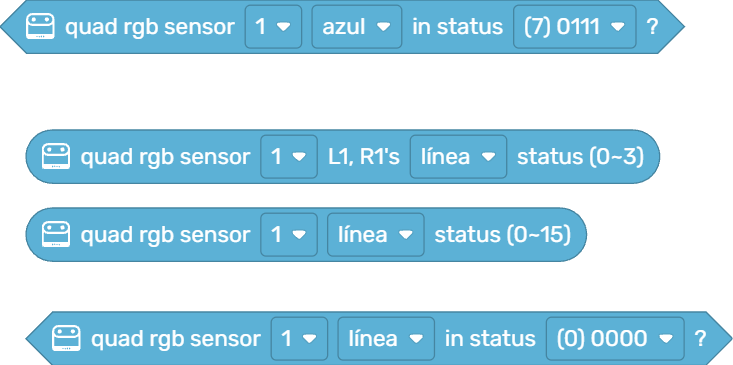 quad rgb sensor 1 azul in status (7) 0111 ?
quad rgb sensor 1 L1, R1's línea status (0~3)
quad rgb sensor 1 línea status (0~15)
quad rgb sensor 1 línea in status (0) 0000 ?